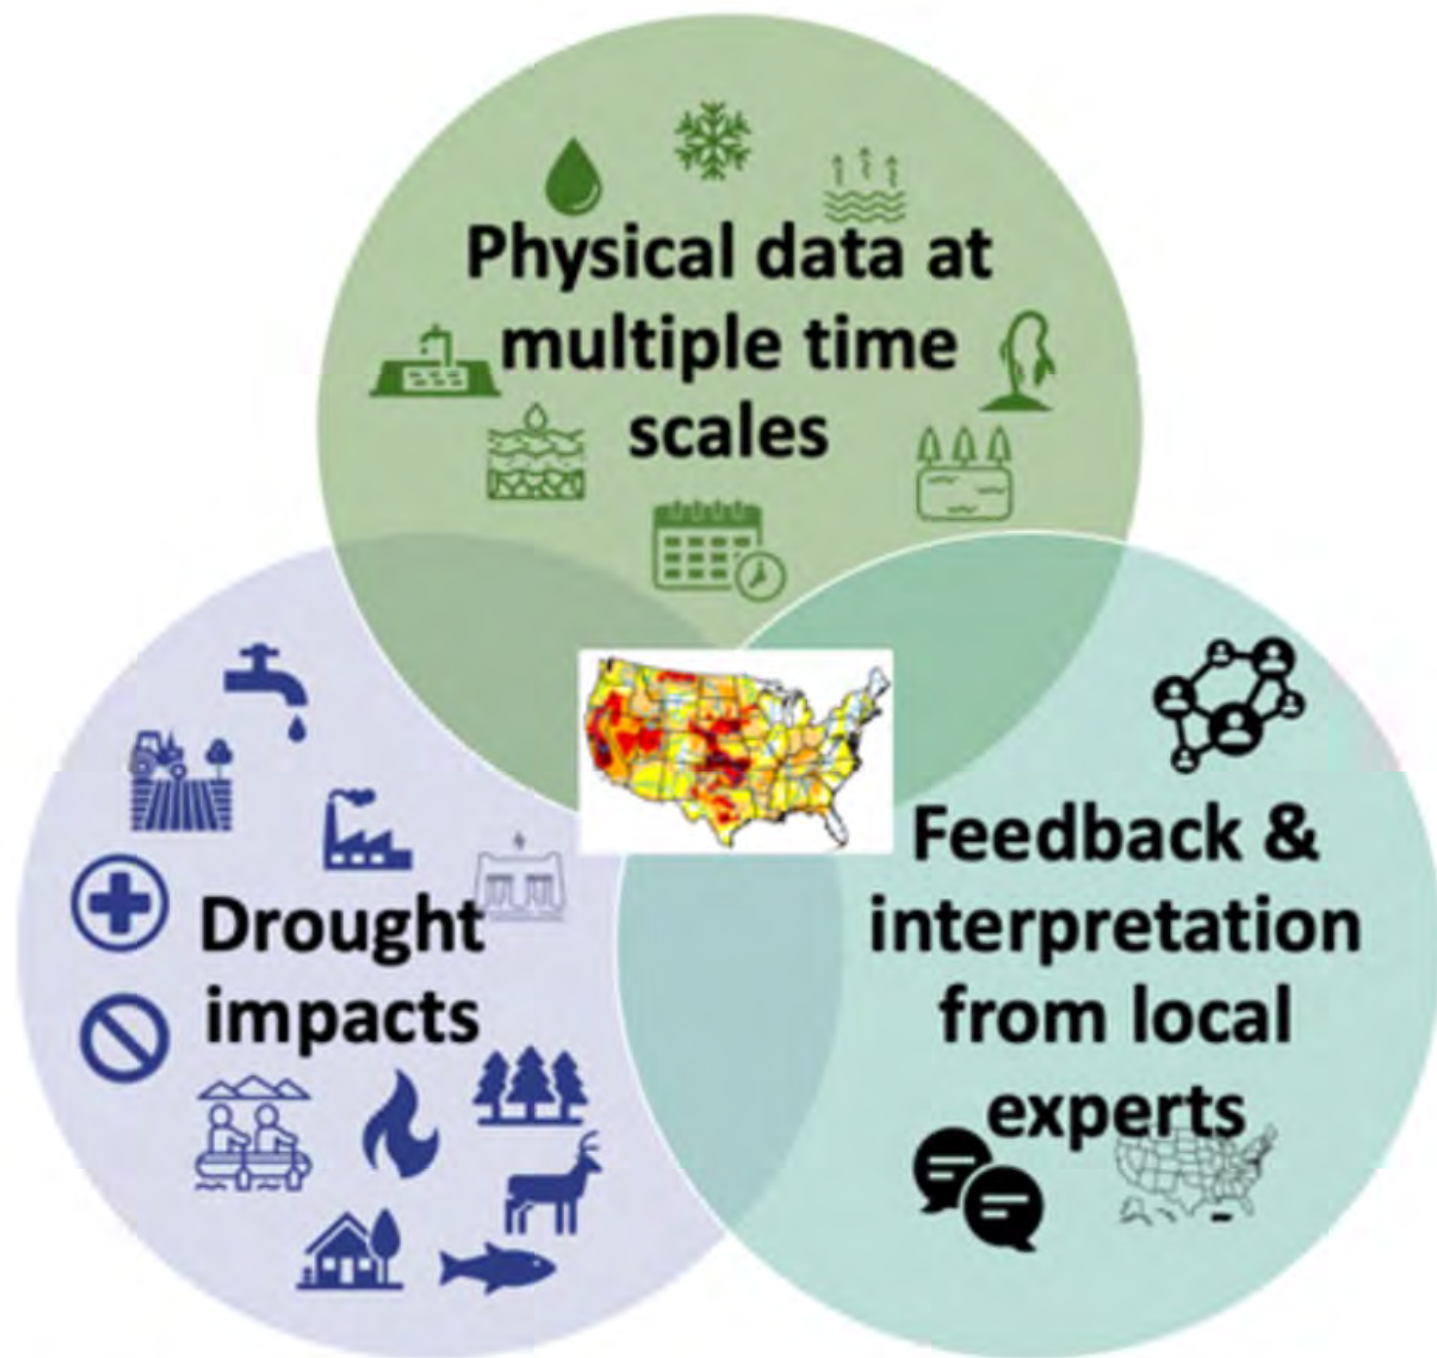 Physical data at
multiple time
scales
Drought
impacts
Feedback &
interpretation
from local
experts